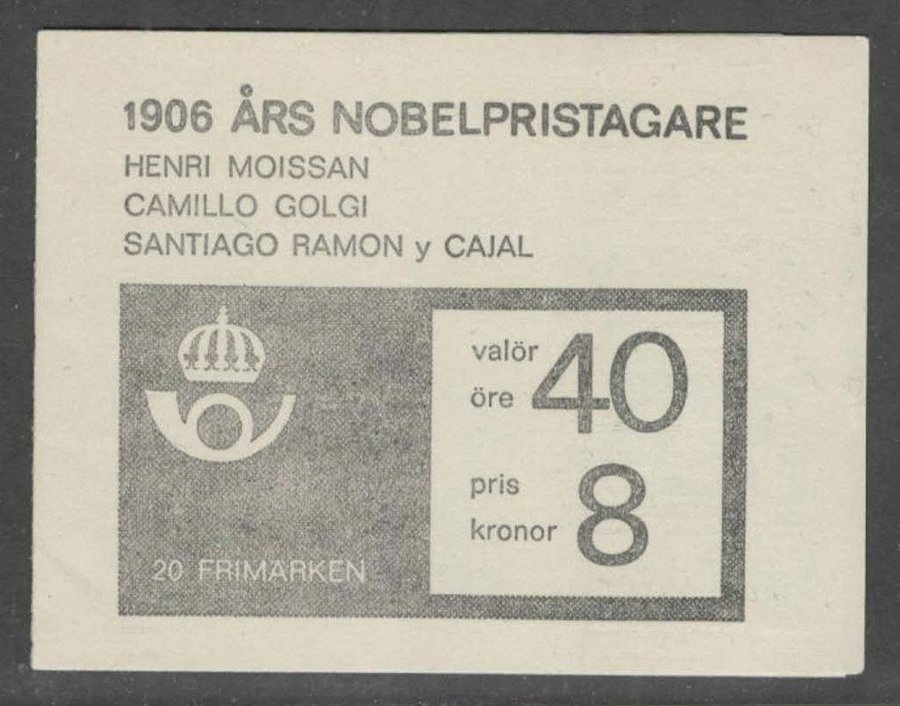 1906 ÅRS NOBELPRISTAGARE
HENRI MOISSAN
CAMILLO GOLGI
SANTIAGO RAMON y CAJAL
valör
öre 40
pris
kronor 8
20 FRIMÄRKEN